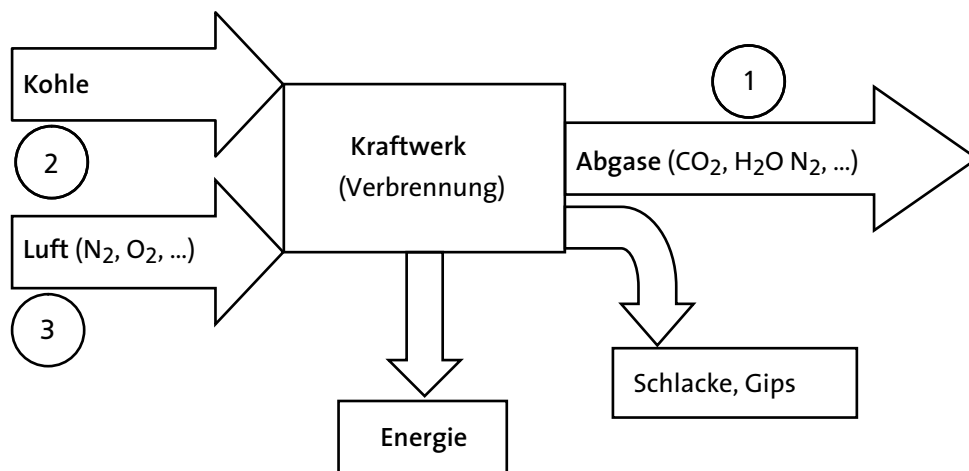 Kohle
1
2
Kraftwerk
(Verbrennung)
Abgase (CO₂, H₂O N₂, ...)
Luft (N₂, O₂, ...)
3
Schlacke, Gips
Energie